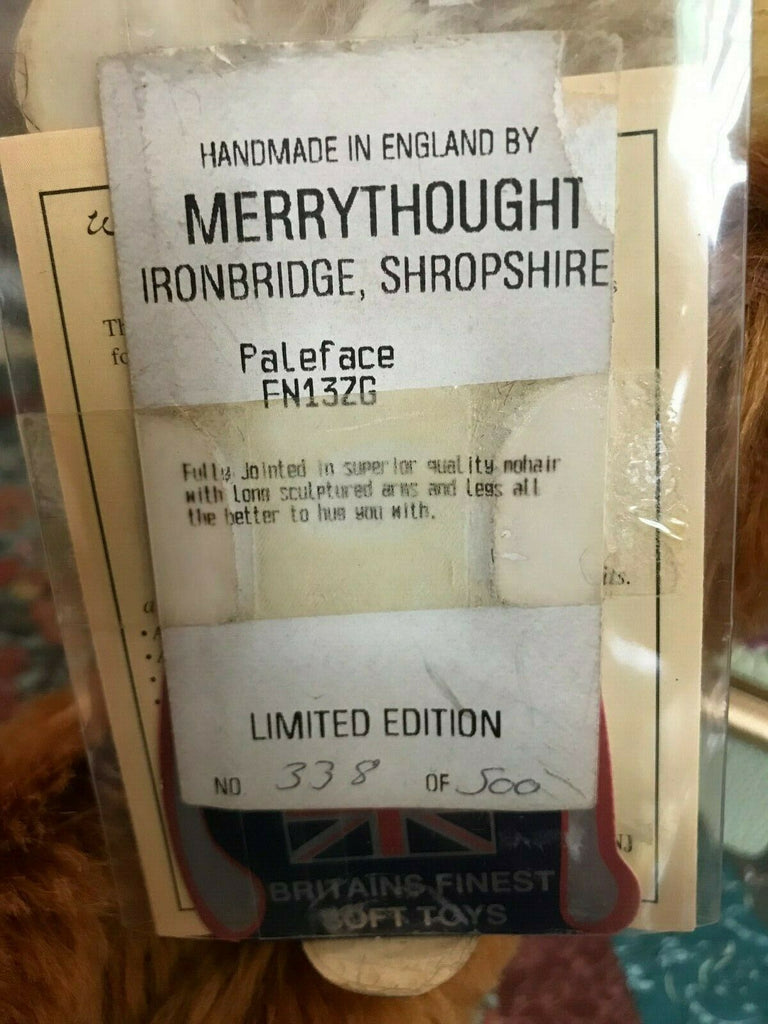 HANDMADE IN ENGLAND BY
MERRYTHOUGHT
IRONBRIDGE, SHROPSHIRE
Paleface
FN13ZG
Fully Jointed in superior quality mohair
with long sculptured arms and legs all
the better to hug you with.
its.
LIMITED EDITION
NO 338 OF 500
BRITAINS FINEST
SOFT TOYS